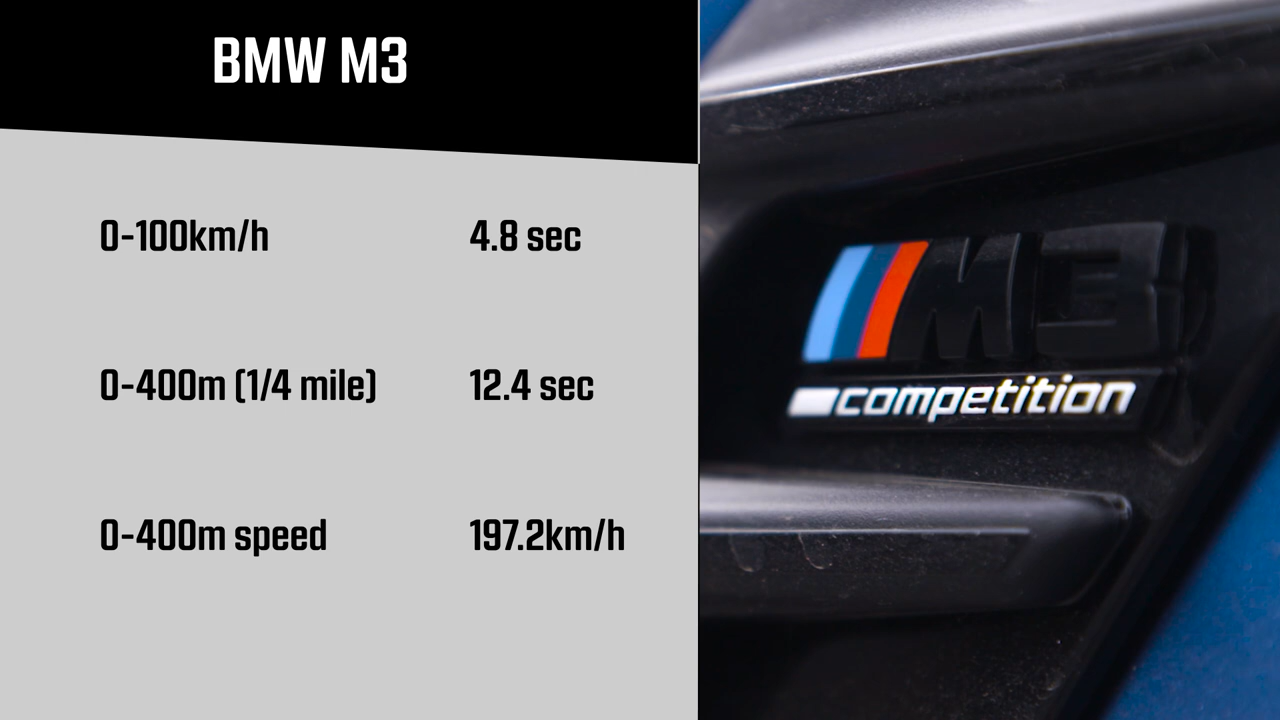 BMW M3
0-100km/h 4.8 sec
0-400m (1/4 mile) 12.4 sec
0-400m speed 197.2km/h
M3
competition